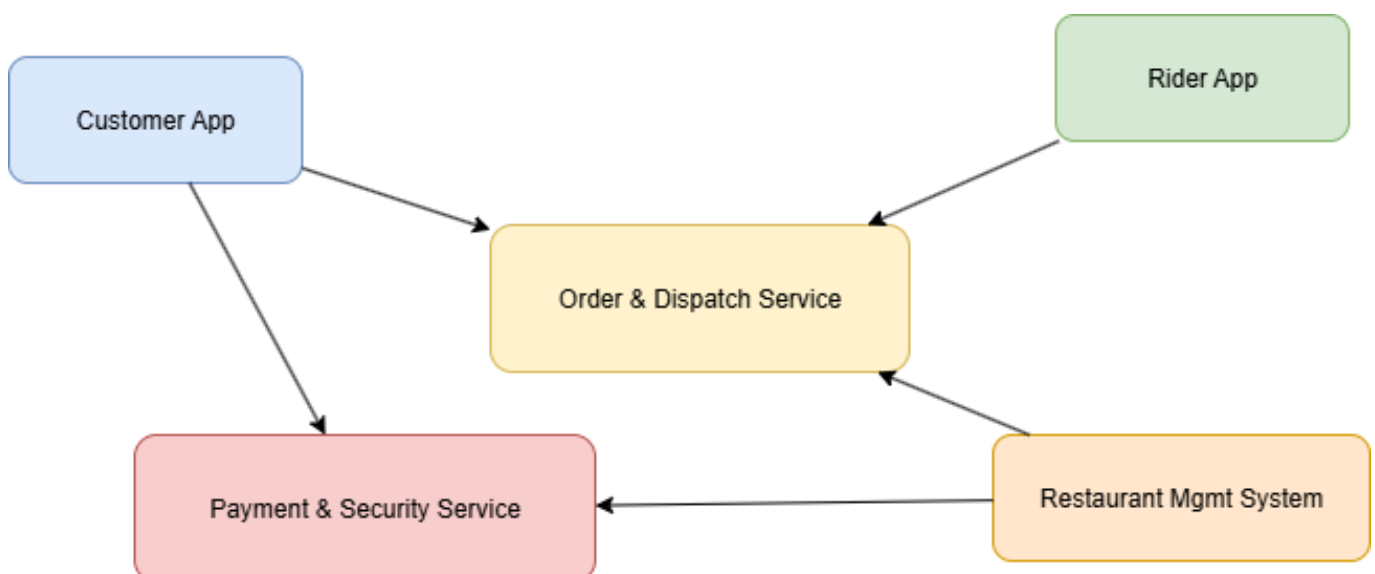 Customer App
Rider App
Order & Dispatch Service
Payment & Security Service
Restaurant Mgmt System